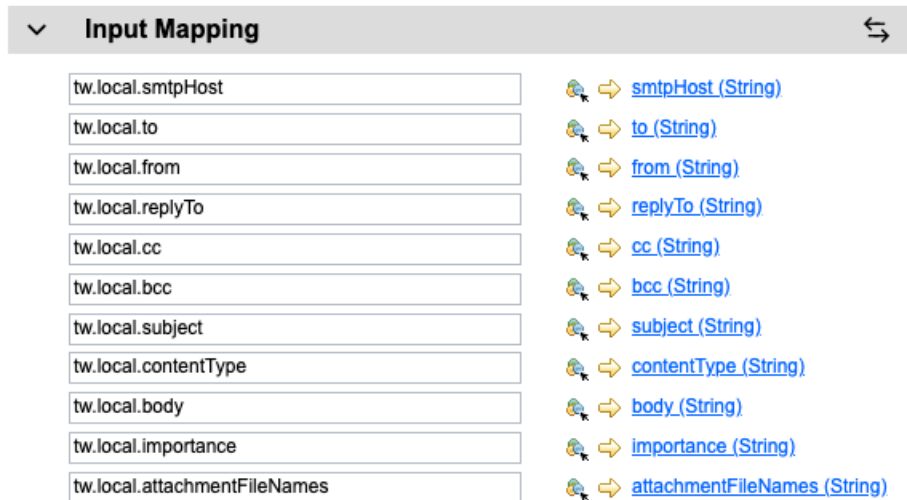 Input Mapping
tw.local.smtpHost smtpHost (String)
tw.local.to to (String)
tw.local.from from (String)
tw.local.replyTo replyTo (String)
tw.local.cc cc (String)
tw.local.bcc bcc (String)
tw.local.subject subject (String)
tw.local.contentType contentType (String)
tw.local.body body (String)
tw.local.importance importance (String)
tw.local.attachmentFileNames attachmentFileNames (String)